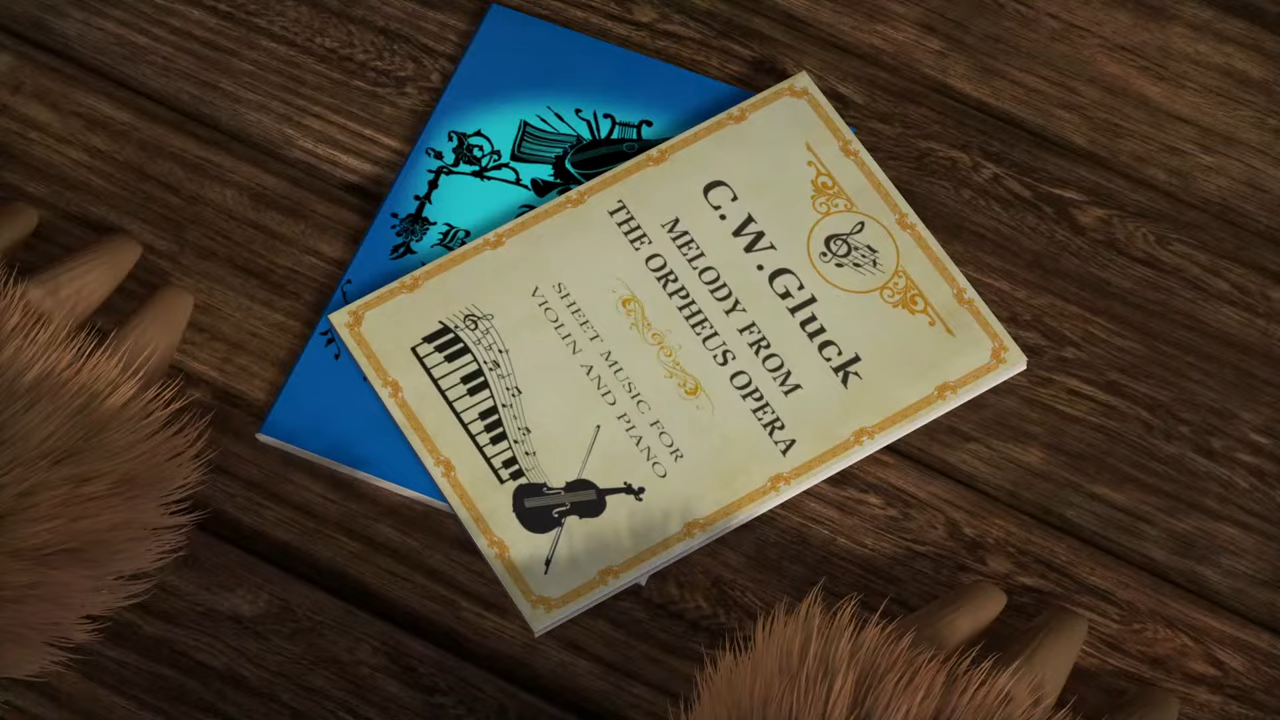 C.W.Gluck
MELODY FROM
THE ORPHEUS OPERA
SHEET MUSIC FOR
VIOLIN AND PIANO